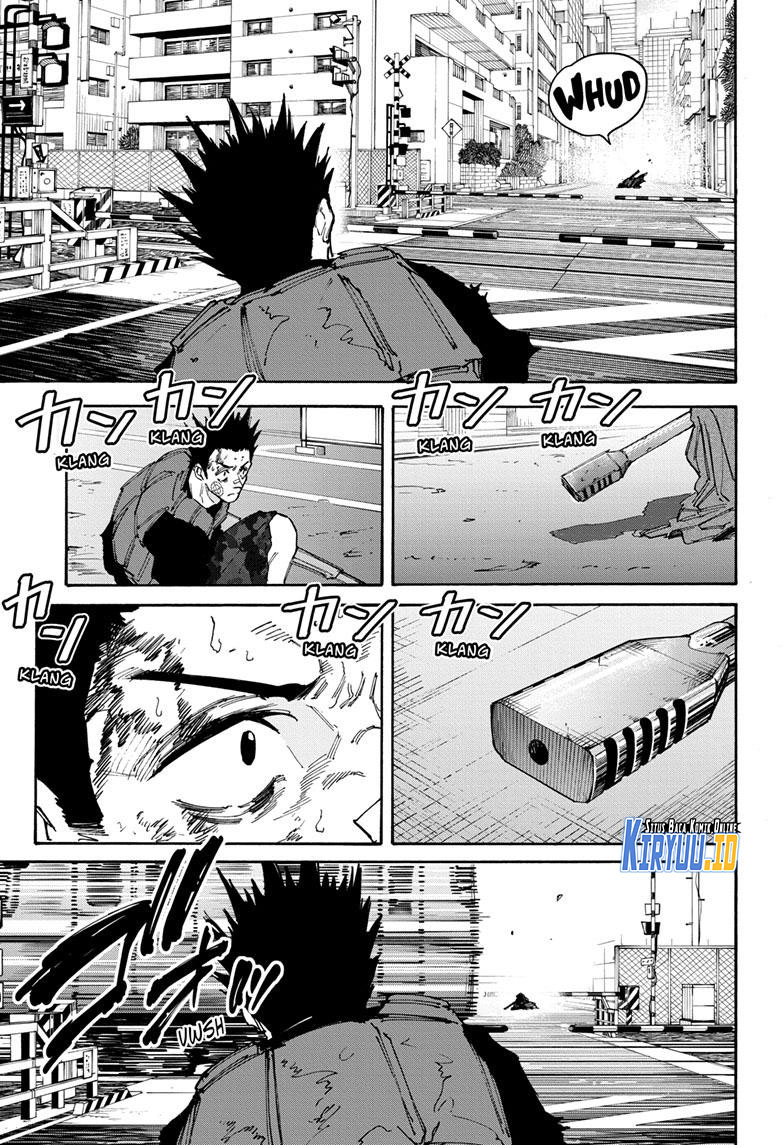 WHUD
カン
KLANG
カン
KLANG
カン
KLANG
カン
KLANG
カン
KLANG
カン
KLANG
カン
KLANG
Situs Baca Komik Online
KIRYUU.ID
ゴオッ
VWSH